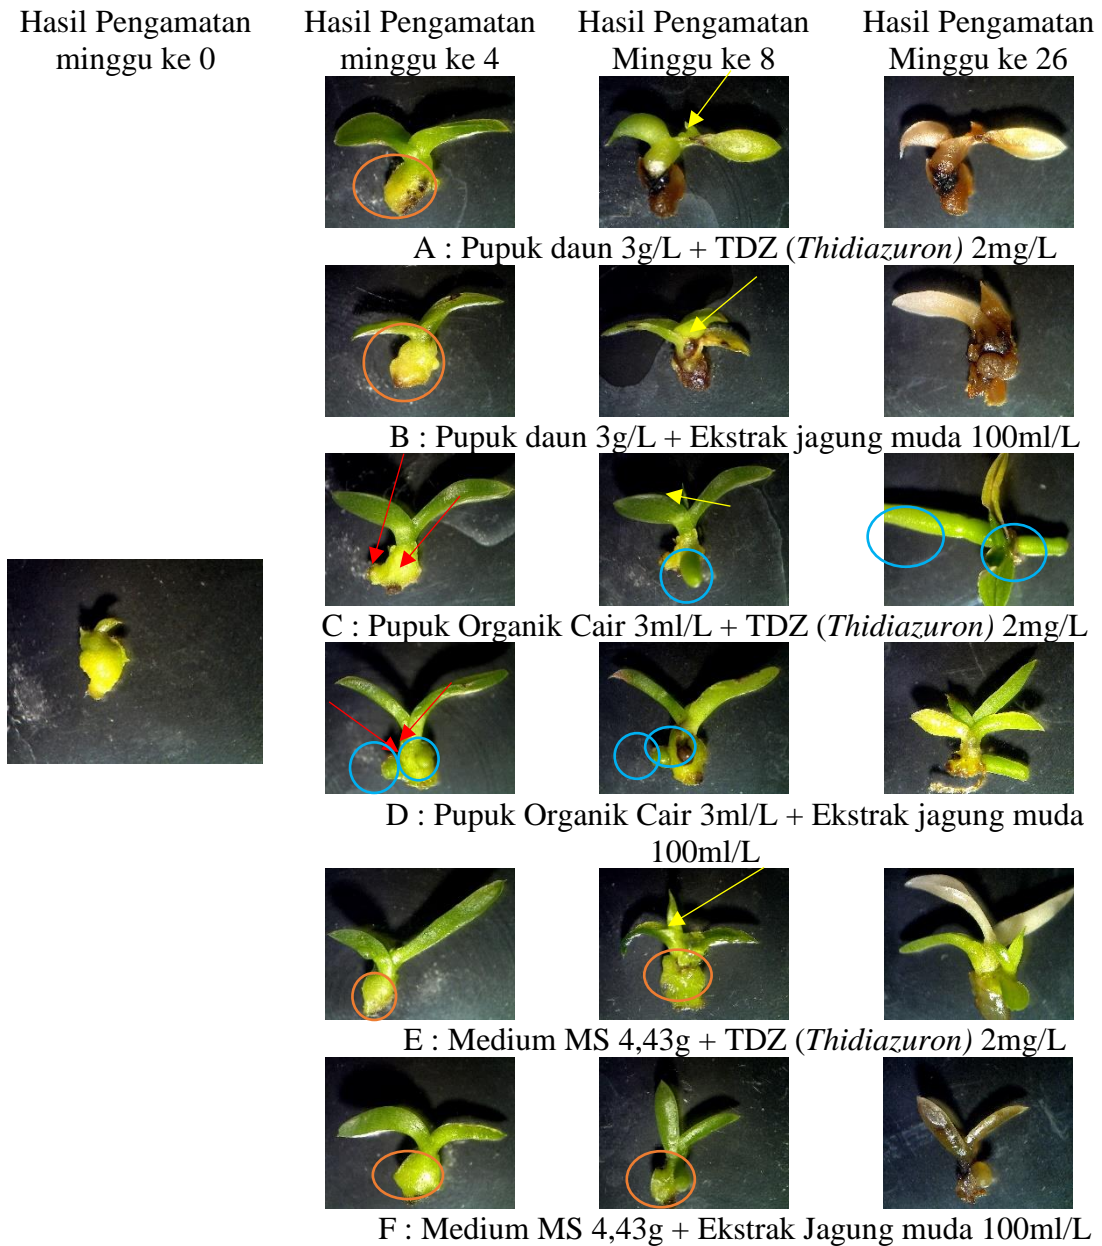 Hasil Pengamatan
minggu ke 0
Hasil Pengamatan
minggu ke 4
Hasil Pengamatan
Minggu ke 8
Hasil Pengamatan
Minggu ke 26
A : Pupuk daun 3g/L + TDZ (Thidiazuron) 2mg/L
B : Pupuk daun 3g/L + Ekstrak jagung muda 100ml/L
C : Pupuk Organik Cair 3ml/L + TDZ (Thidiazuron) 2mg/L
D : Pupuk Organik Cair 3ml/L + Ekstrak jagung muda
100ml/L
E : Medium MS 4,43g + TDZ (Thidiazuron) 2mg/L
F : Medium MS 4,43g + Ekstrak Jagung muda 100ml/L